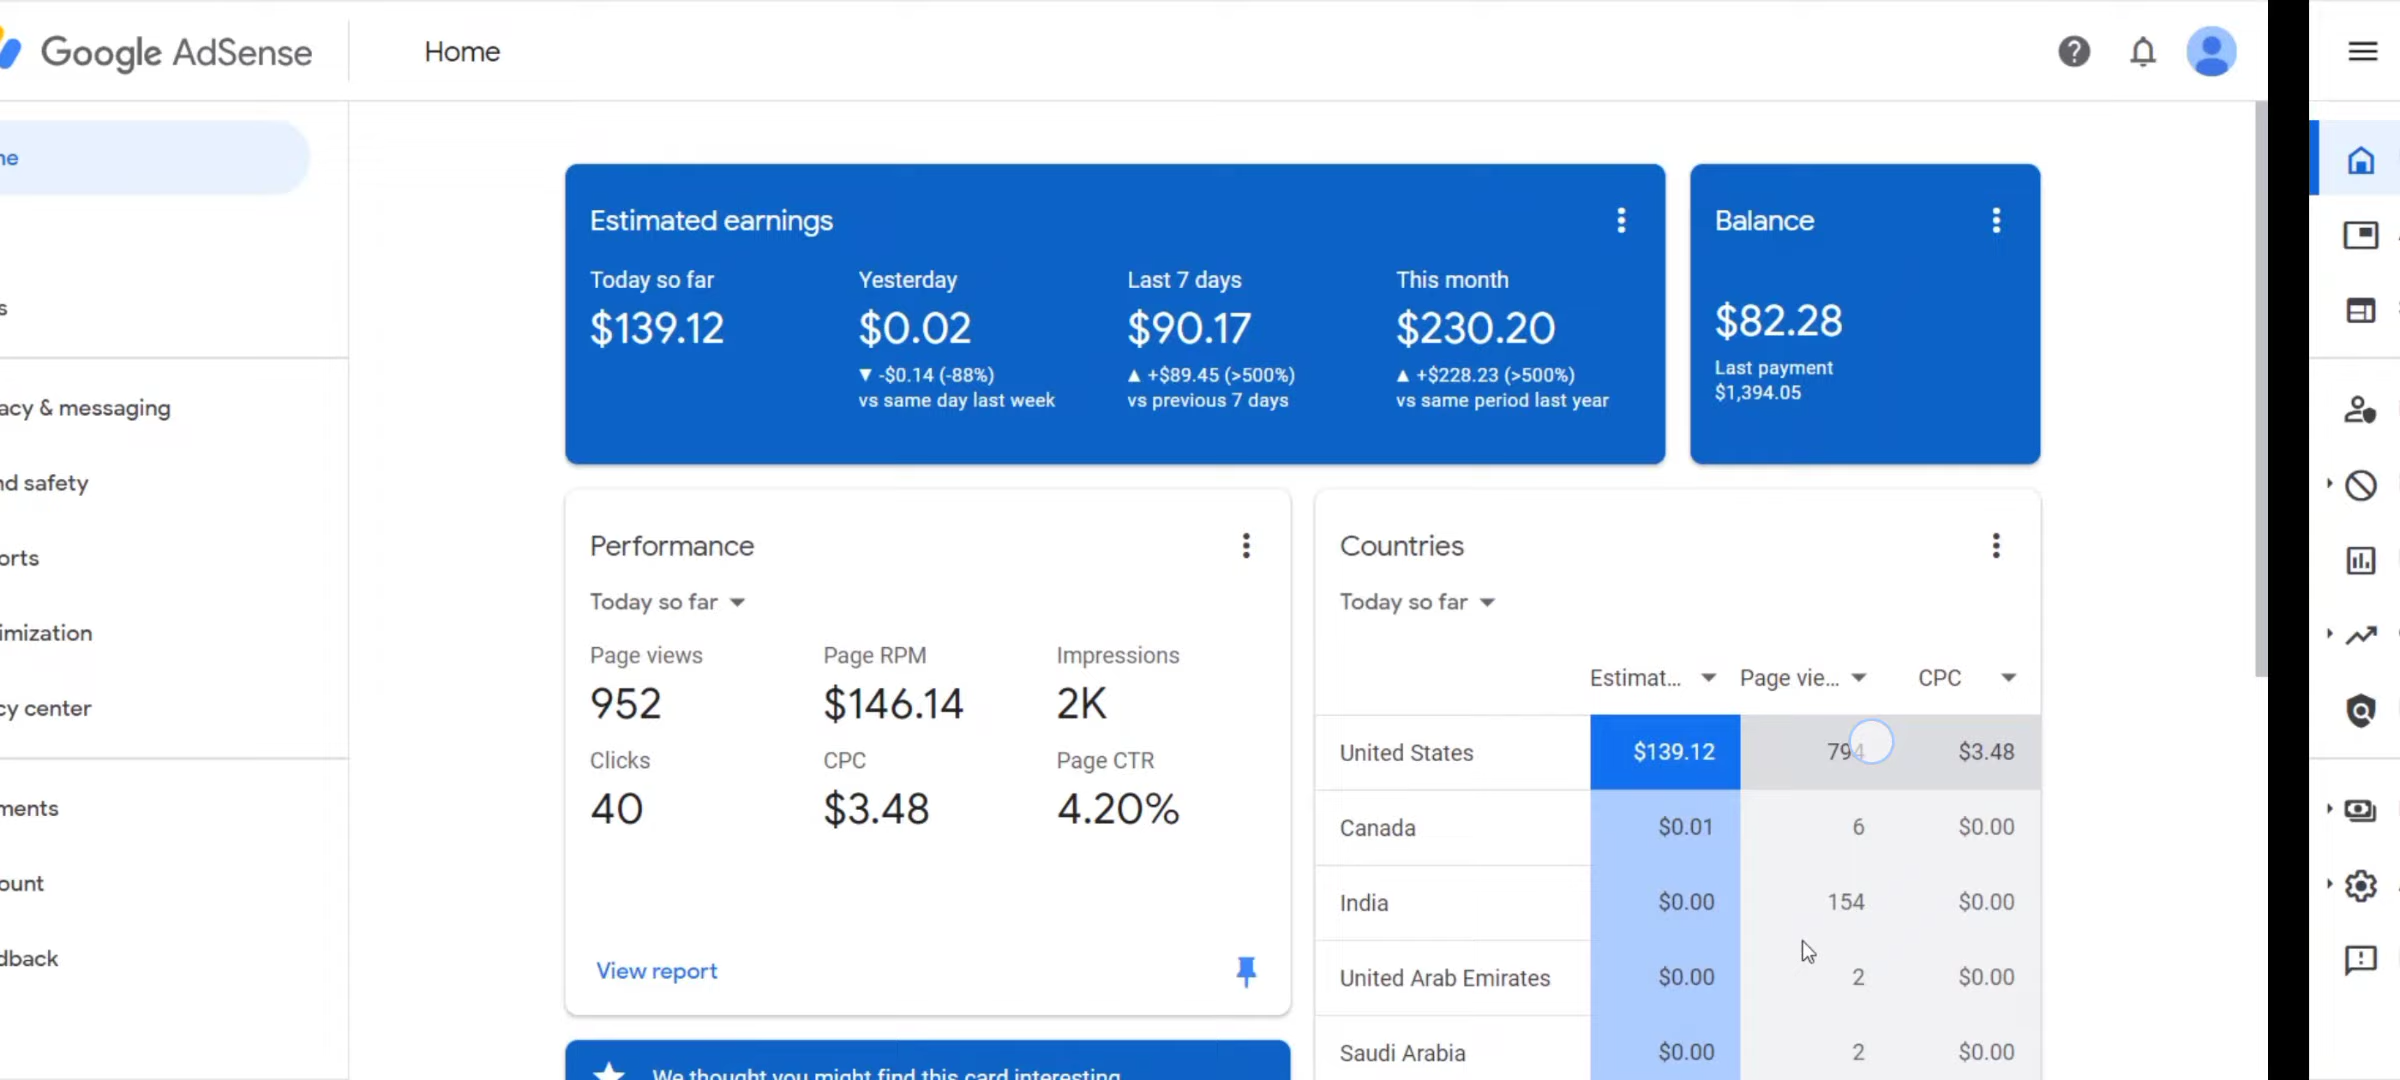 Google AdSense
Home
ne
s
acy & messaging
nd safety
orts
imization
cy center
ments
ount
dback
Estimated earnings
Today so far
$139.12
Yesterday
$0.02
▼ -$0.14 (-88%)
vs same day last week
Last 7 days
$90.17
▲ +$89.45 (>500%)
vs previous 7 days
This month
$230.20
▲ +$228.23 (>500%)
vs same period last year
Balance
$82.28
Last payment
$1,394.05
Performance
Today so far
Page views
952
Page RPM
$146.14
Impressions
2K
Clicks
40
CPC
$3.48
Page CTR
4.20%
View report
We thought you might find this card interesting
Countries
Today so far
Estimat... Page vie... CPC
United States $139.12 794 $3.48
Canada $0.01 6 $0.00
India $0.00 154 $0.00
United Arab Emirates $0.00 2 $0.00
Saudi Arabia $0.00 2 $0.00